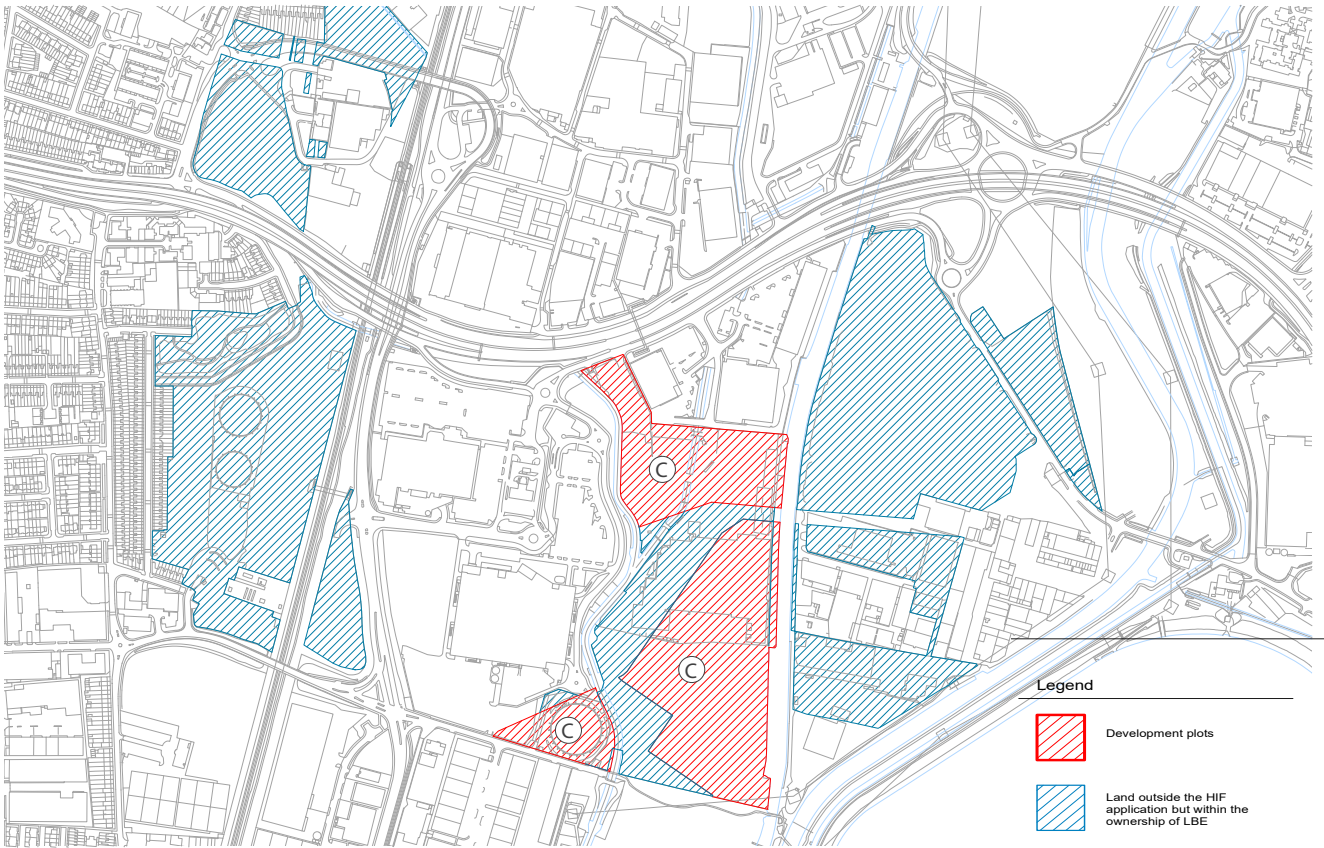 C
C
C
Legend
Development plots
Land outside the HIF
application but within the
ownership of LBE